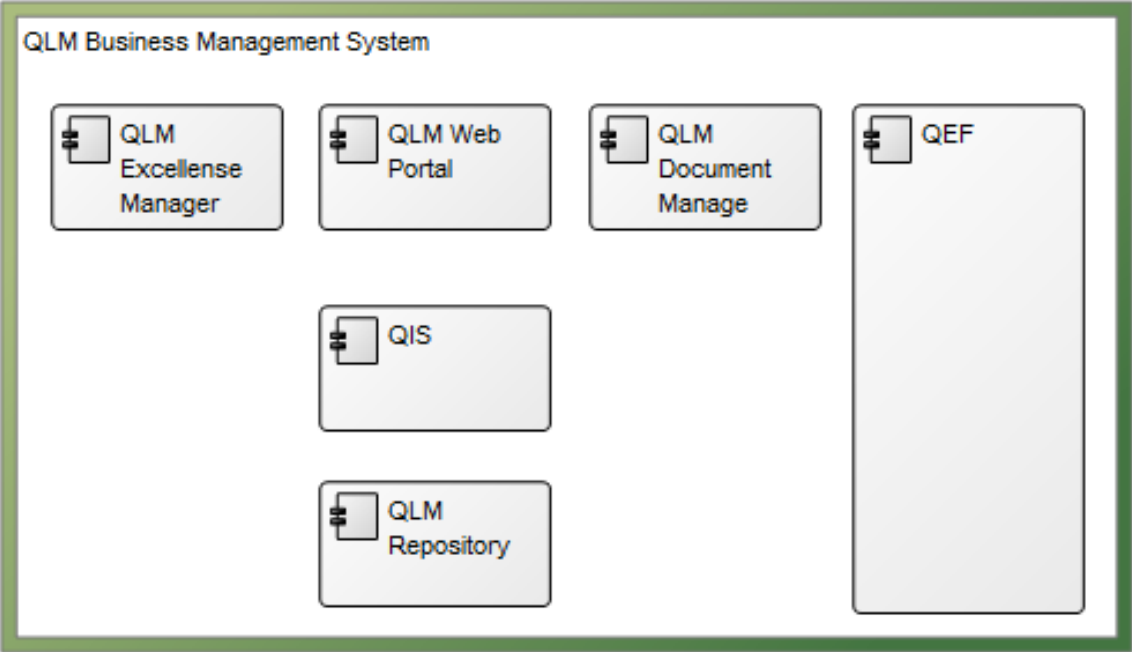 QLM Business Management System
QLM
Excellense
Manager
QLM Web
Portal
QLM
Document
Manage
QEF
QIS
QLM
Repository